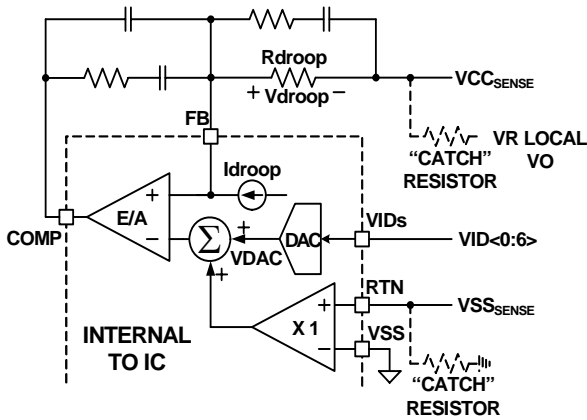 Rdroop
+ Vdroop −
VCCSENSE
FB
VR LOCAL
VO
“CATCH”
RESISTOR
Idroop
+
E/A
−
COMP
Σ
+
+
VDAC
DAC
VIDs
VID<0:6>
RTN
VSSSENSE
+
X 1
−
VSS
INTERNAL
TO IC
“CATCH”
RESISTOR